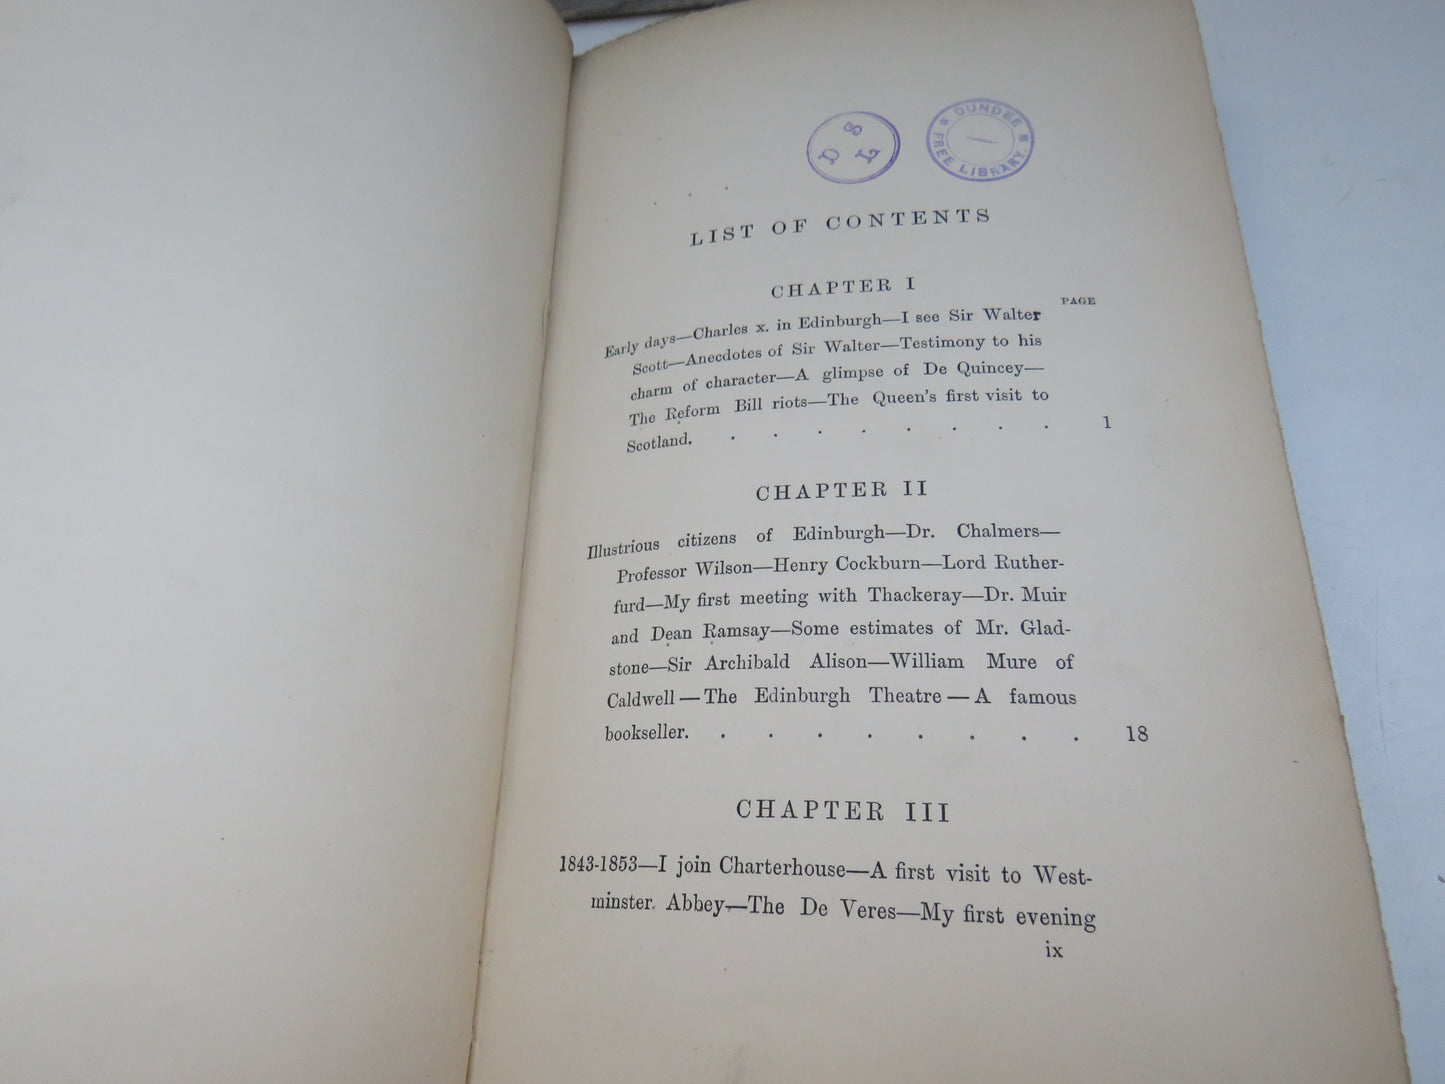 D S L
DUNDEE FREE LIBRARY.
LIST OF CONTENTS
CHAPTER I
PAGE
Early days—Charles x. in Edinburgh—I see Sir Walter
Scott—Anecdotes of Sir Walter—Testimony to his
charm of character—A glimpse of De Quincey—
The Reform Bill riots—The Queen's first visit to
Scotland. . . . . . . . . 1
CHAPTER II
Illustrious citizens of Edinburgh—Dr. Chalmers—
Professor Wilson—Henry Cockburn—Lord Ruther-
furd—My first meeting with Thackeray—Dr. Muir
and Dean Ramsay—Some estimates of Mr. Glad-
stone—Sir Archibald Alison—William Mure of
Caldwell—The Edinburgh Theatre—A famous
bookseller. . . . . . . . . 18
CHAPTER III
1843-1853—I join Charterhouse—A first visit to West-
minster Abbey—The De Veres—My first evening
ix